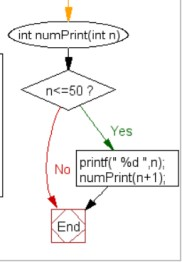 int numPrint(int n)
n<=50 ?
Yes
No
printf(" %d ",n);
numPrint(n+1);
End